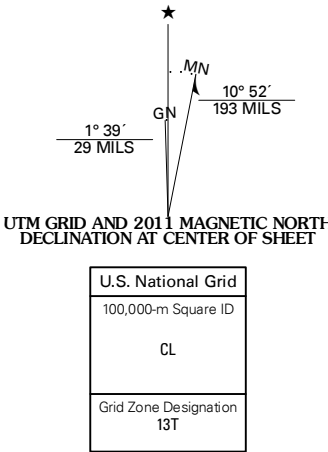 ★
MN
GN
10° 52´
193 MILS
1° 39´
29 MILS
UTM GRID AND 2011 MAGNETIC NORTH
DECLINATION AT CENTER OF SHEET
U.S. National Grid
100,000-m Square ID
CL
Grid Zone Designation
13T